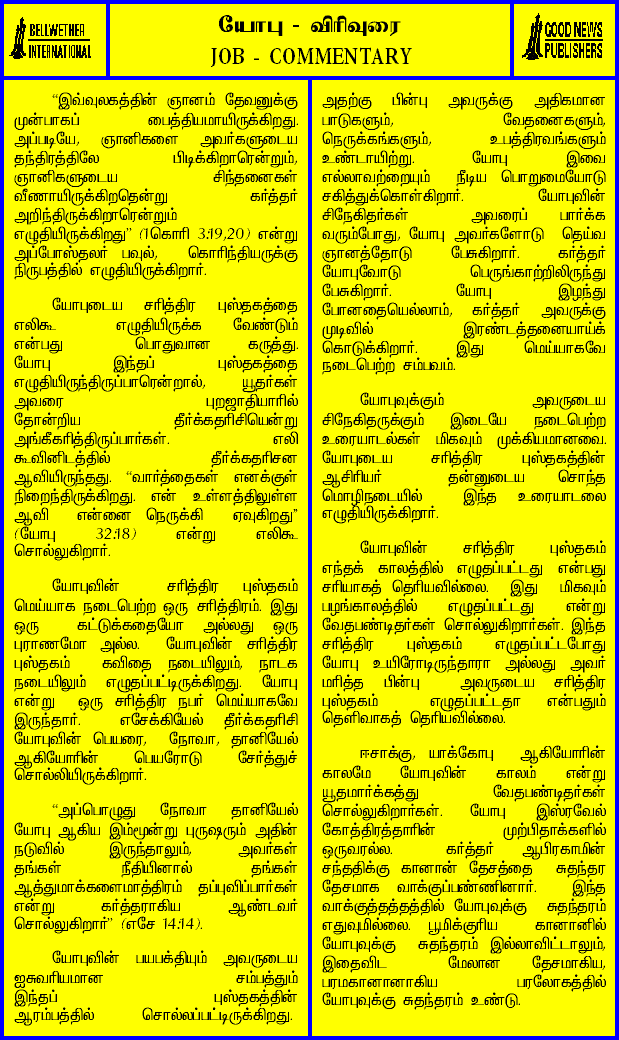 BELLWETHER
INTERNATIONAL
யோபு - விரிவுரை
JOB - COMMENTARY
GOOD NEWS
PUBLISHERS
“இவ்வுலகத்தின் ஞானம் தேவனுக்கு
முன்பாகப் பைத்தியமாயிருக்கிறது.
அப்படியே, ஞானிகளை அவர்களுடைய
தந்திரத்திலே பிடிக்கிறாரென்றும்,
ஞானிகளுடைய சிந்தனைகள்
வீணாயிருக்கிறதென்று கர்த்தர்
அறிந்திருக்கிறாரென்றும்
எழுதியிருக்கிறது” (1கொரி 3:19,20) என்று
அப்போஸ்தலர் பவுல், கொரிந்தியருக்கு
நிருபத்தில் எழுதியிருக்கிறார்.
யோபுடைய சரித்திர புஸ்தகத்தை
எலிகூ எழுதியிருக்க வேண்டும்
என்பது பொதுவான கருத்து.
யோபு இந்தப் புஸ்தகத்தை
எழுதியிருந்திருப்பாரென்றால், யூதர்கள்
அவரை புறஜாதியாரில்
தோன்றிய தீர்க்கதரிசியென்று
அங்கீகரித்திருப்பார்கள். எலி
கூவினிடத்தில் தீர்க்கதரிசன
ஆவியிருந்தது. “வார்த்தைகள் எனக்குள்
நிறைந்திருக்கிறது. என் உள்ளத்திலுள்ள
ஆவி என்னை நெருக்கி ஏவுகிறது”
(யோபு 32:18) என்று எலிகூ
சொல்லுகிறார்.
யோபுவின் சரித்திர புஸ்தகம்
மெய்யாக நடைபெற்ற ஒரு சரித்திரம். இது
ஒரு கட்டுக்கதையோ அல்லது ஒரு
புராணமோ அல்ல. யோபுவின் சரித்திர
புஸ்தகம் கவிதை நடையிலும், நாடக
நடையிலும் எழுதப்பட்டிருக்கிறது. யோபு
என்று ஒரு சரித்திர நபர் மெய்யாகவே
இருந்தார். எசேக்கியேல் தீர்க்கதரிசி
யோபுவின் பெயரை, நோவா, தானியேல்
ஆகியோரின் பெயரோடு சேர்த்துச்
சொல்லியிருக்கிறார்.
“அப்பொழுது நோவா தானியேல்
யோபு ஆகிய இம்மூன்று புருஷரும் அதின்
நடுவில் இருந்தாலும், அவர்கள்
தங்கள் நீதியினால் தங்கள்
ஆத்துமாக்களைமாத்திரம் தப்புவிப்பார்கள்
என்று கர்த்தராகிய ஆண்டவர்
சொல்லுகிறார்” (எசே 14:14).
யோபுவின் பயபக்தியும் அவருடைய
ஐசுவரியமான சம்பத்தும்
இந்தப் புஸ்தகத்தின்
ஆரம்பத்தில் சொல்லப்பட்டிருக்கிறது.
அதற்கு பின்பு அவருக்கு அதிகமான
பாடுகளும், வேதனைகளும்,
நெருக்கங்களும், உபத்திரவங்களும்
உண்டாயிற்று. யோபு இவை
எல்லாவற்றையும் நீடிய பொறுமையோடு
சகித்துக்கொள்கிறார். யோபுவின்
சிநேகிதர்கள் அவரைப் பார்க்க
வரும்போது, யோபு அவர்களோடு தெய்வ
ஞானத்தோடு பேசுகிறார். கர்த்தர்
யோபுவோடு பெருங்காற்றிலிருந்து
பேசுகிறார். யோபு இழந்து
போனதையெல்லாம், கர்த்தர் அவருக்கு
முடிவில் இரண்டத்தனையாய்க்
கொடுக்கிறார். இது மெய்யாகவே
நடைபெற்ற சம்பவம்.
யோபுவுக்கும் அவருடைய
சிநேகிதருக்கும் இடையே நடைபெற்ற
உரையாடல்கள் மிகவும் முக்கியமானவை.
யோபுடைய சரித்திர புஸ்தகத்தின்
ஆசிரியர் தன்னுடைய சொந்த
மொழிநடையில் இந்த உரையாடலை
எழுதியிருக்கிறார்.
யோபுவின் சரித்திர புஸ்தகம்
எந்தக் காலத்தில் எழுதப்பட்டது என்பது
சரியாகத் தெரியவில்லை. இது மிகவும்
பழங்காலத்தில் எழுதப்பட்டது என்று
வேதபண்டிதர்கள் சொல்லுகிறார்கள். இந்த
சரித்திர புஸ்தகம் எழுதப்பட்டபோது
யோபு உயிரோடிருந்தாரா அல்லது அவர்
மரித்த பின்பு அவருடைய சரித்திர
புஸ்தகம் எழுதப்பட்டதா என்பதும்
தெளிவாகத் தெரியவில்லை.
ஈசாக்கு, யாக்கோபு ஆகியோரின்
காலமே யோபுவின் காலம் என்று
யூதமார்க்கத்து வேதபண்டிதர்கள்
சொல்லுகிறார்கள். யோபு இஸ்ரவேல்
கோத்திரத்தாரின் முற்பிதாக்களில்
ஒருவரல்ல. கர்த்தர் ஆபிரகாமின்
சந்ததிக்கு கானான் தேசத்தை சுதந்தர
தேசமாக வாக்குப்பண்ணினார். இந்த
வாக்குத்தத்தத்தில் யோபுவுக்கு சுதந்தரம்
எதுவுமில்லை. பூமிக்குரிய கானானில்
யோபுவுக்கு சுதந்தரம் இல்லாவிட்டாலும்,
இதைவிட மேலான தேசமாகிய,
பரமகானானாகிய பரலோகத்தில்
யோபுவுக்கு சுதந்தரம் உண்டு.